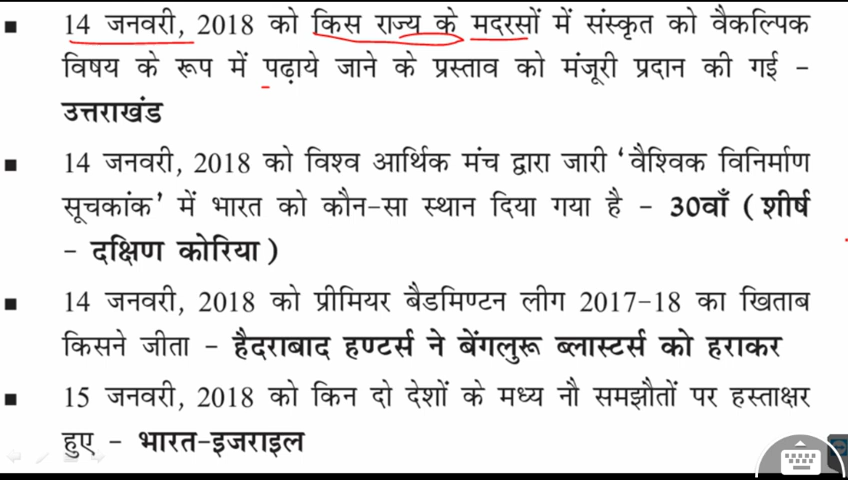 ▪ 14 जनवरी, 2018 को किस राज्य के मदरसों में संस्कृत को वैकल्पिक
विषय के रूप में पढ़ाये जाने के प्रस्ताव को मंजूरी प्रदान की गई –
उत्तराखंड
▪ 14 जनवरी, 2018 को विश्व आर्थिक मंच द्वारा जारी ‘वैश्विक विनिर्माण
सूचकांक’ में भारत को कौन-सा स्थान दिया गया है – 30वाँ (शीर्ष
– दक्षिण कोरिया)
▪ 14 जनवरी, 2018 को प्रीमियर बैडमिण्टन लीग 2017-18 का खिताब
किसने जीता – हैदराबाद हण्टर्स ने बेंगलुरू ब्लास्टर्स को हराकर
▪ 15 जनवरी, 2018 को किन दो देशों के मध्य नौ समझौतों पर हस्ताक्षर
हुए – भारत-इजराइल